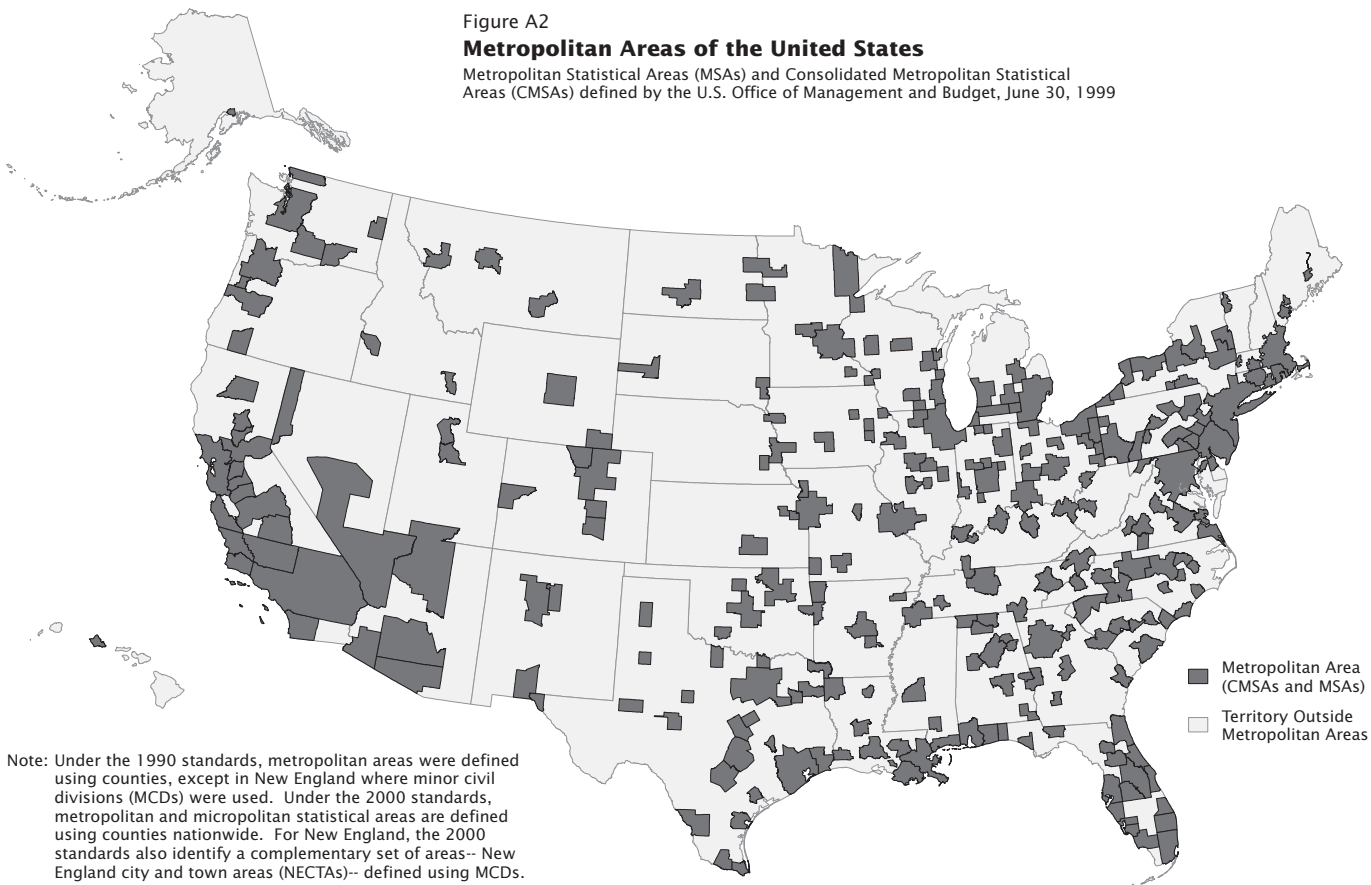 Figure A2
Metropolitan Areas of the United States
Metropolitan Statistical Areas (MSAs) and Consolidated Metropolitan Statistical
Areas (CMSAs) defined by the U.S. Office of Management and Budget, June 30, 1999
Metropolitan Area
(CMSAs and MSAs)
Territory Outside
Metropolitan Areas
Note: Under the 1990 standards, metropolitan areas were defined
using counties, except in New England where minor civil
divisions (MCDs) were used. Under the 2000 standards,
metropolitan and micropolitan statistical areas are defined
using counties nationwide. For New England, the 2000
standards also identify a complementary set of areas-- New
England city and town areas (NECTAs)-- defined using MCDs.